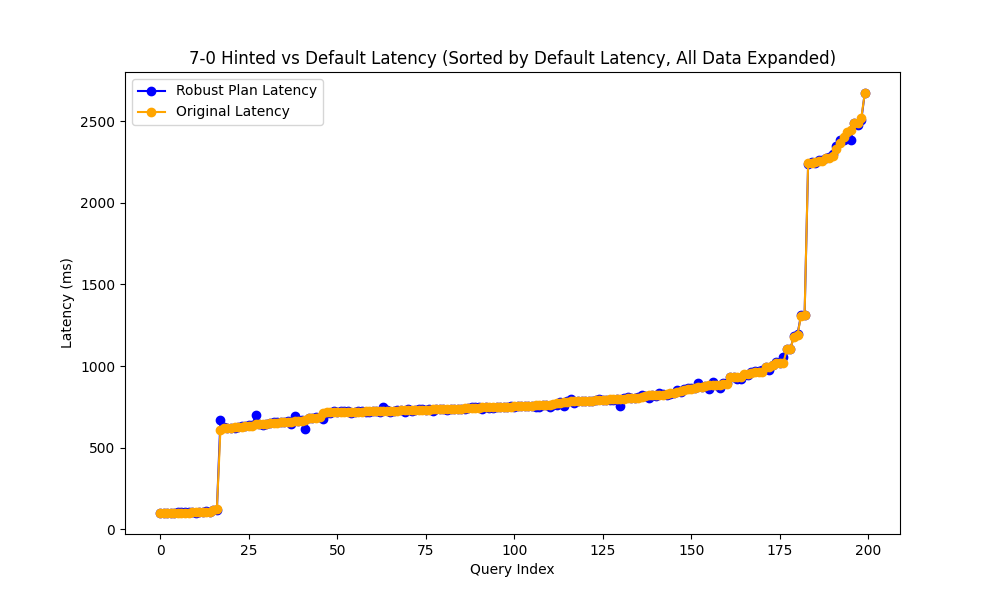 7-0 Hinted vs Default Latency (Sorted by Default Latency, All Data Expanded)
Robust Plan Latency
Original Latency
Latency (ms)
2500
2000
1500
1000
500
0
0 25 50 75 100 125 150 175 200
Query Index